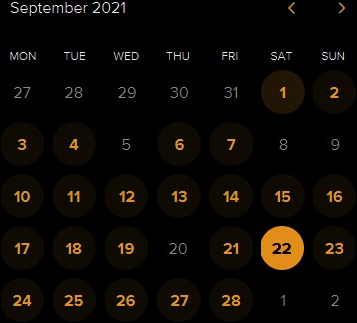 September 2021
MON TUE WED THU FRI SAT SUN
27 28 29 30 31 1 2
3 4 5 6 7 8 9
10 11 12 13 14 15 16
17 18 19 20 21 22 23
24 25 26 27 28 1 2